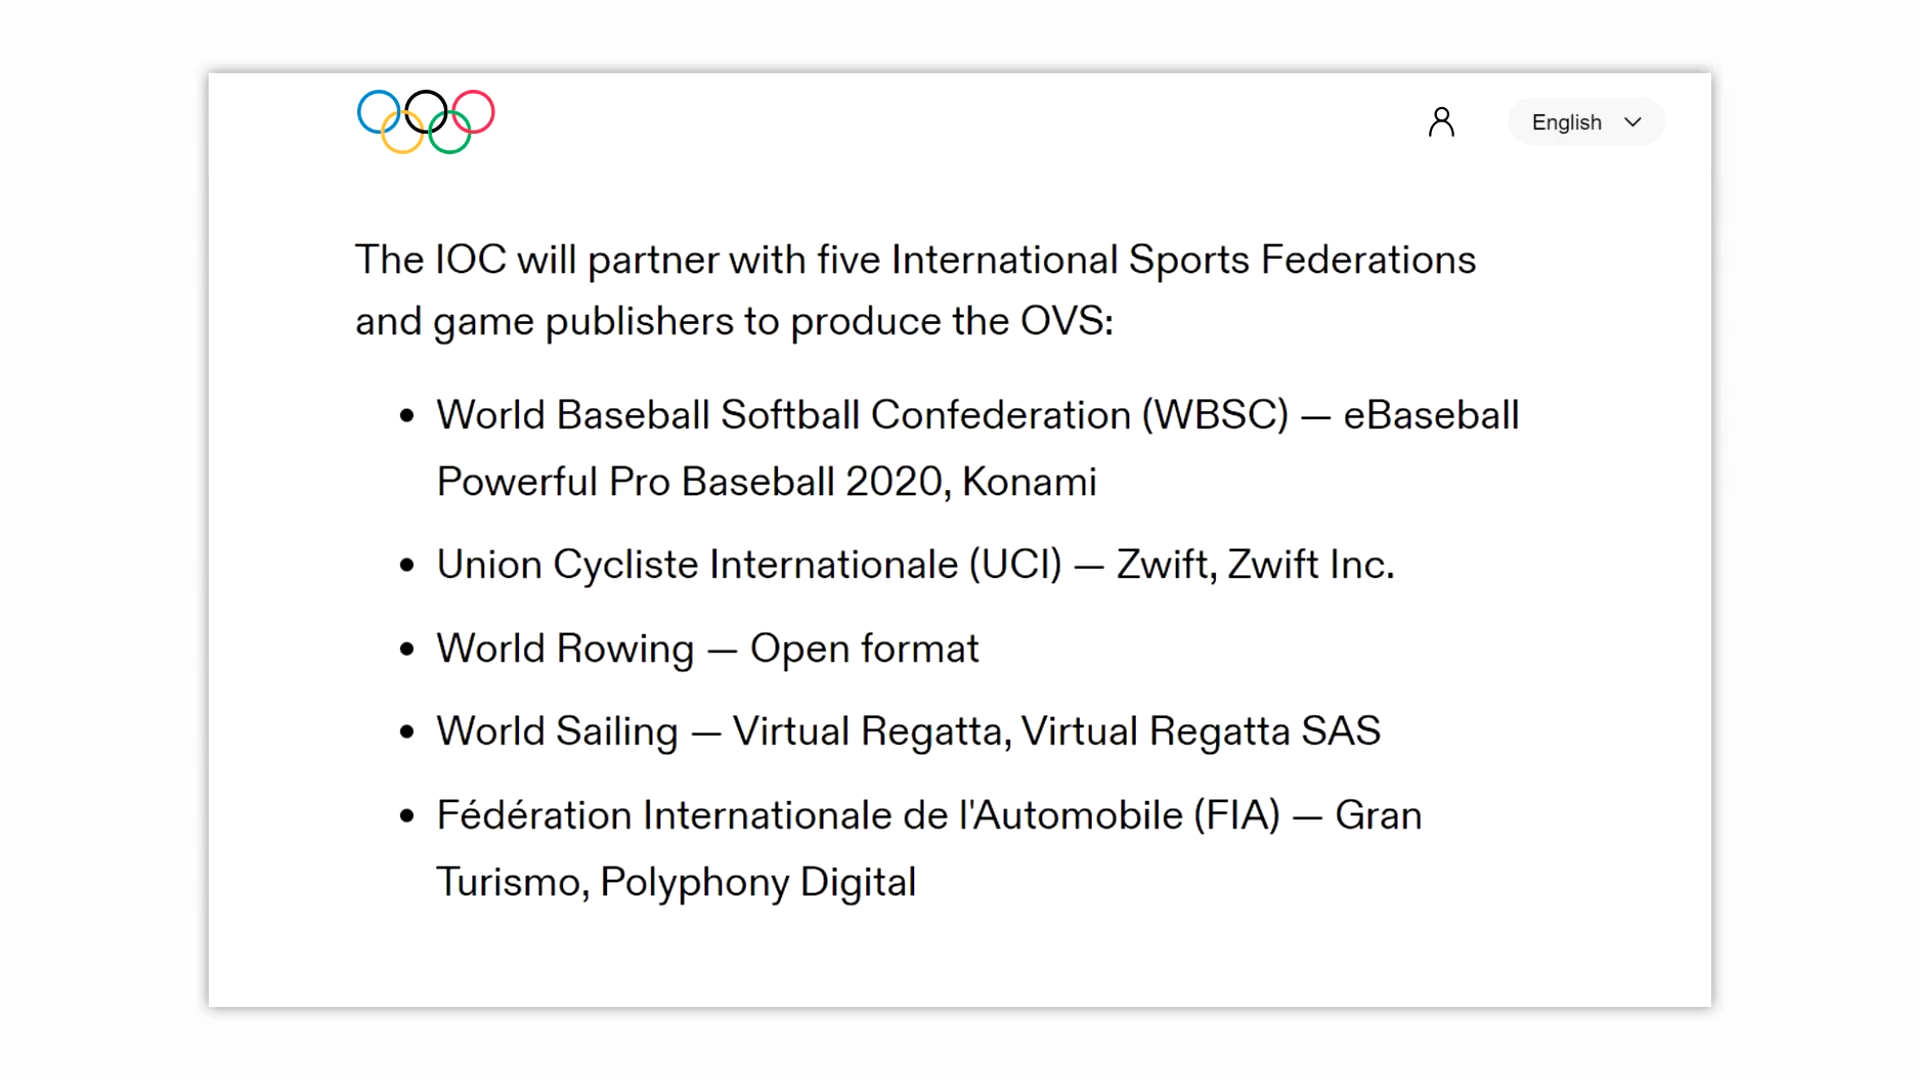 English
The IOC will partner with five International Sports Federations
and game publishers to produce the OVS:
• World Baseball Softball Confederation (WBSC) — eBaseball
Powerful Pro Baseball 2020, Konami
• Union Cycliste Internationale (UCI) — Zwift, Zwift Inc.
• World Rowing — Open format
• World Sailing — Virtual Regatta, Virtual Regatta SAS
• Fédération Internationale de l'Automobile (FIA) — Gran
Turismo, Polyphony Digital